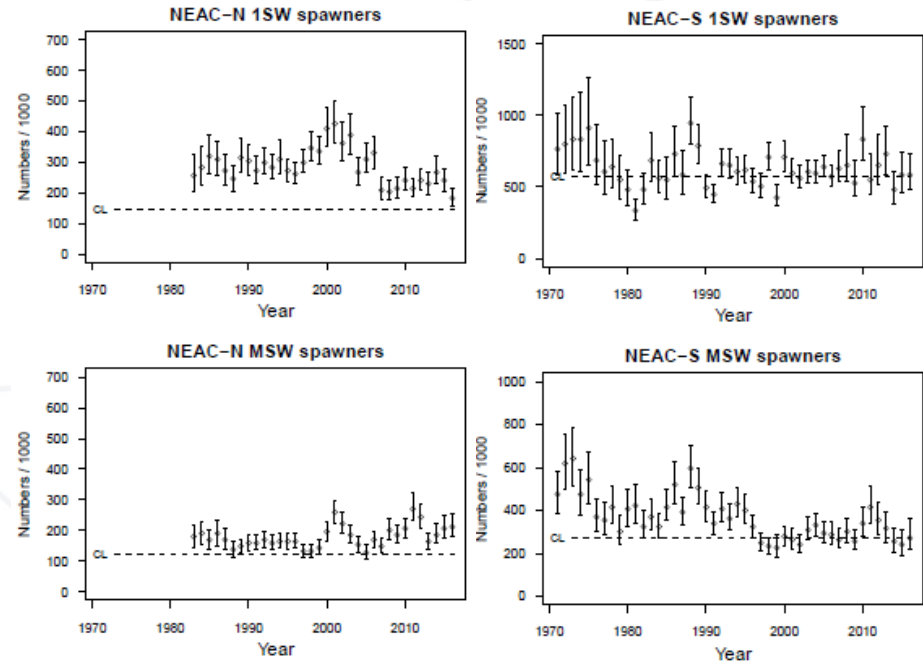 NEAC-N 1SW spawners
Numbers / 1000
700
600
500
400
300
200
100
0
CL
1970 1980 1990 2000 2010
Year
NEAC-S 1SW spawners
Numbers / 1000
1500
1000
500
0
CL
1970 1980 1990 2000 2010
Year
NEAC-N MSW spawners
Numbers / 1000
700
600
500
400
300
200
100
0
CL
1970 1980 1990 2000 2010
Year
NEAC-S MSW spawners
Numbers / 1000
1000
800
600
400
200
0
CL
1970 1980 1990 2000 2010
Year